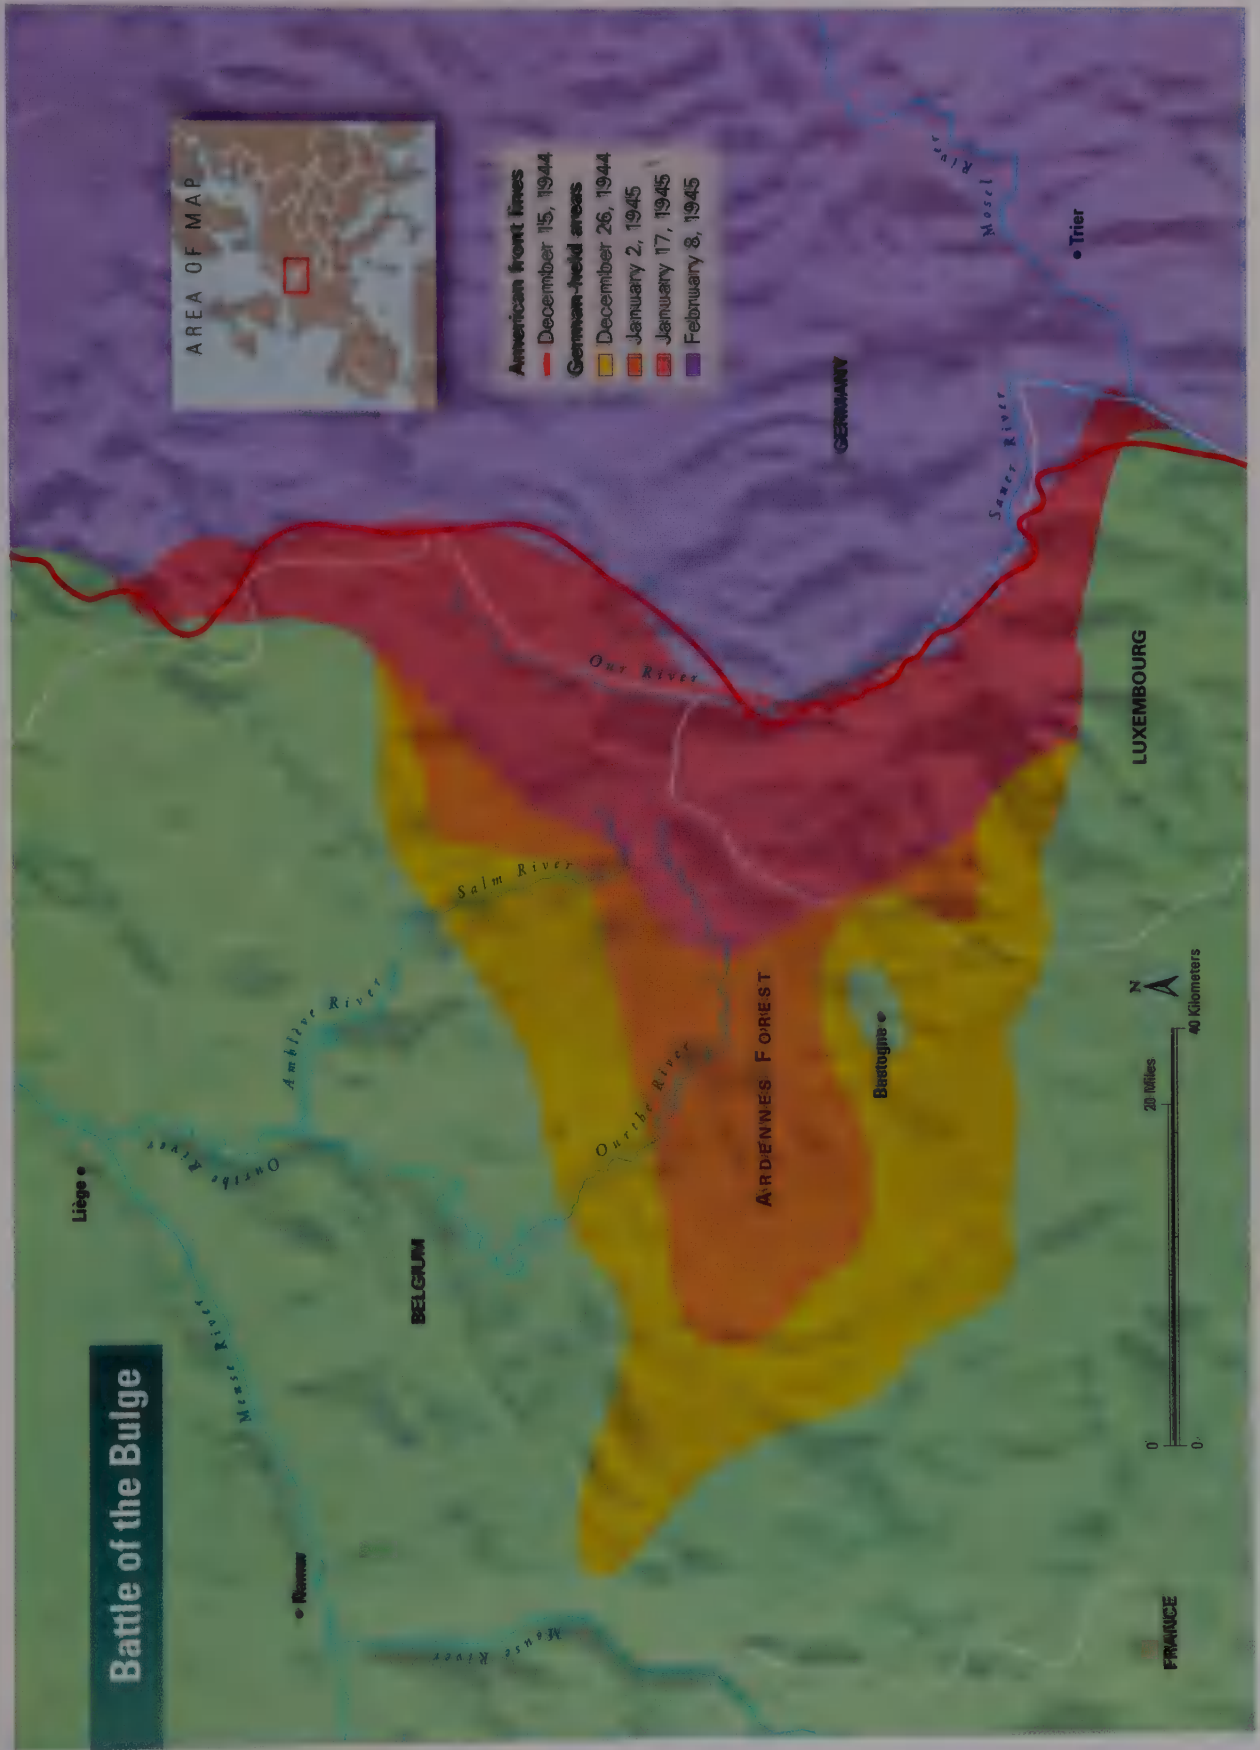 Battle of the Bulge
AREA OF MAP
American front lines
December 15, 1944
German-held areas
December 26, 1944
January 2, 1945
January 17, 1945
February 8, 1945
Liège
Namur
Meuse River
Ourthe River
Amblève River
BELGIUM
Salm River
Our River
Meuse River
Ourthe River
ARDENNES FOREST
Bastogne
GERMANY
Sauer River
Mosel River
Trier
LUXEMBOURG
FRANCE
N
0 20 Miles
0 40 Kilometers